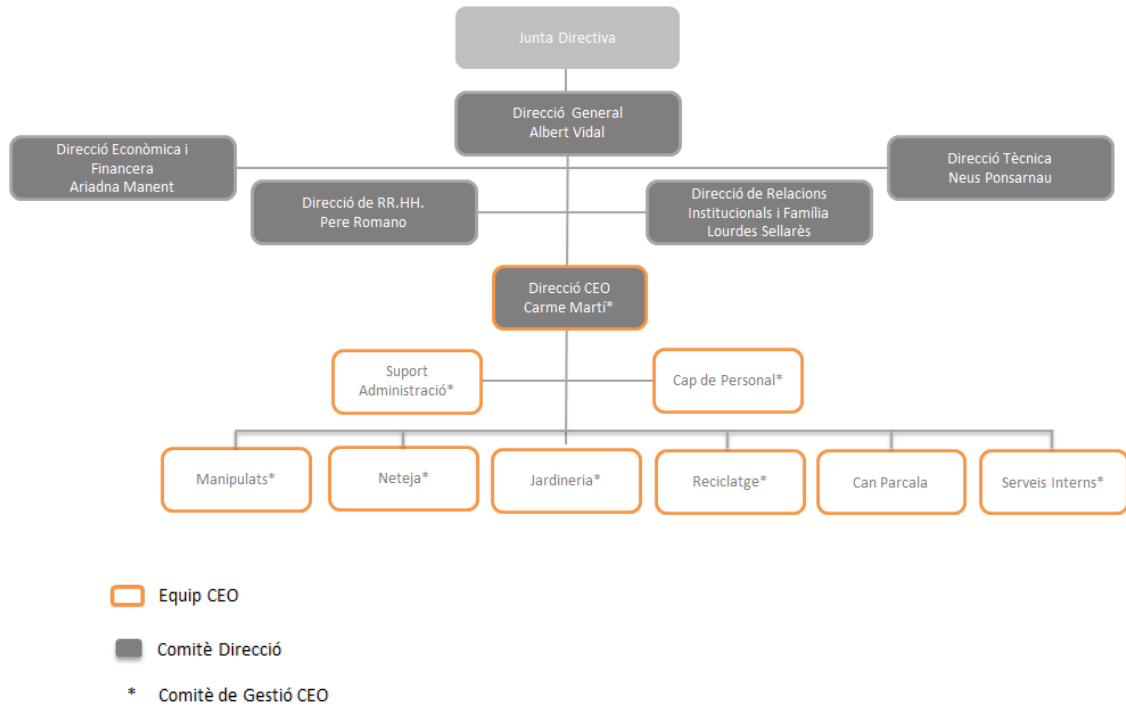 Junta Directiva
Direcció General
Albert Vidal
Direcció Econòmica i
Financera
Ariadna Manent
Direcció Tècnica
Neus Ponsarnau
Direcció de RR.HH.
Pere Romano
Direcció de Relacions
Institucionals i Família
Lourdes Sellarès
Direcció CEO
Carme Martí*
Suport
Administració*
Cap de Personal*
Manipulats*
Neteja*
Jardineria*
Reciclatge*
Can Parcala
Serveis Interns*
Equip CEO
Comitè Direcció
* Comitè de Gestió CEO